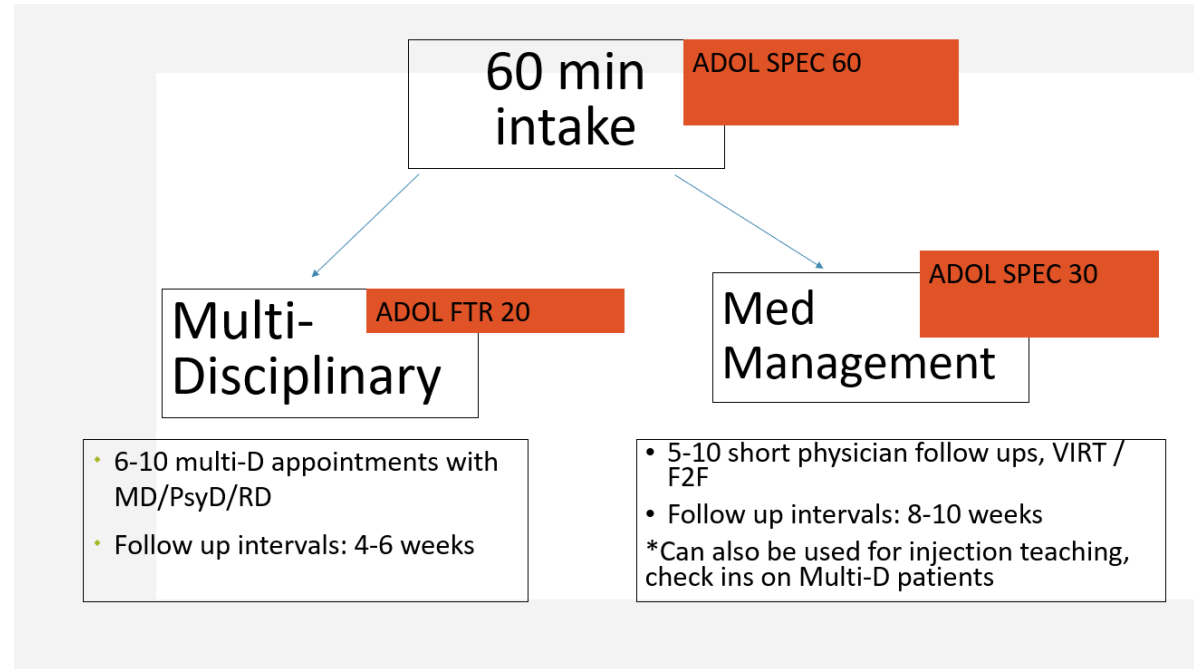 60 min
intake
ADOL SPEC 60
Multi-
Disciplinary
ADOL FTR 20
• 6-10 multi-D appointments with
MD/PsyD/RD
• Follow up intervals: 4-6 weeks
Med
Management
ADOL SPEC 30
• 5-10 short physician follow ups, VIRT /
F2F
• Follow up intervals: 8-10 weeks
*Can also be used for injection teaching,
check ins on Multi-D patients